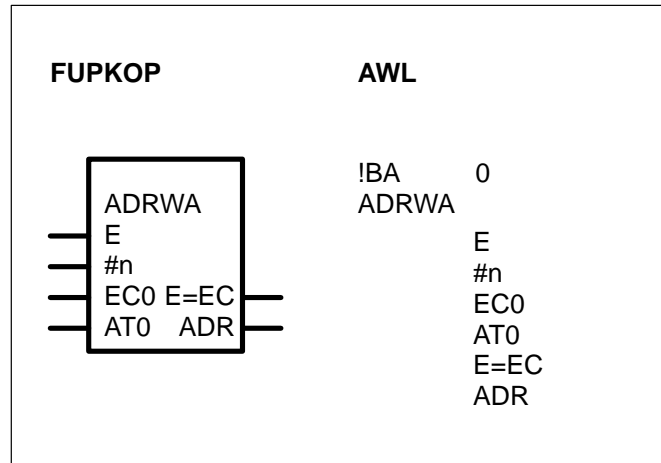 FUPKOP
AWL
ADRWA
E
#n
EC0 E=EC
AT0 ADR
!BA 0
ADRWA
E
#n
EC0
AT0
E=EC
ADR